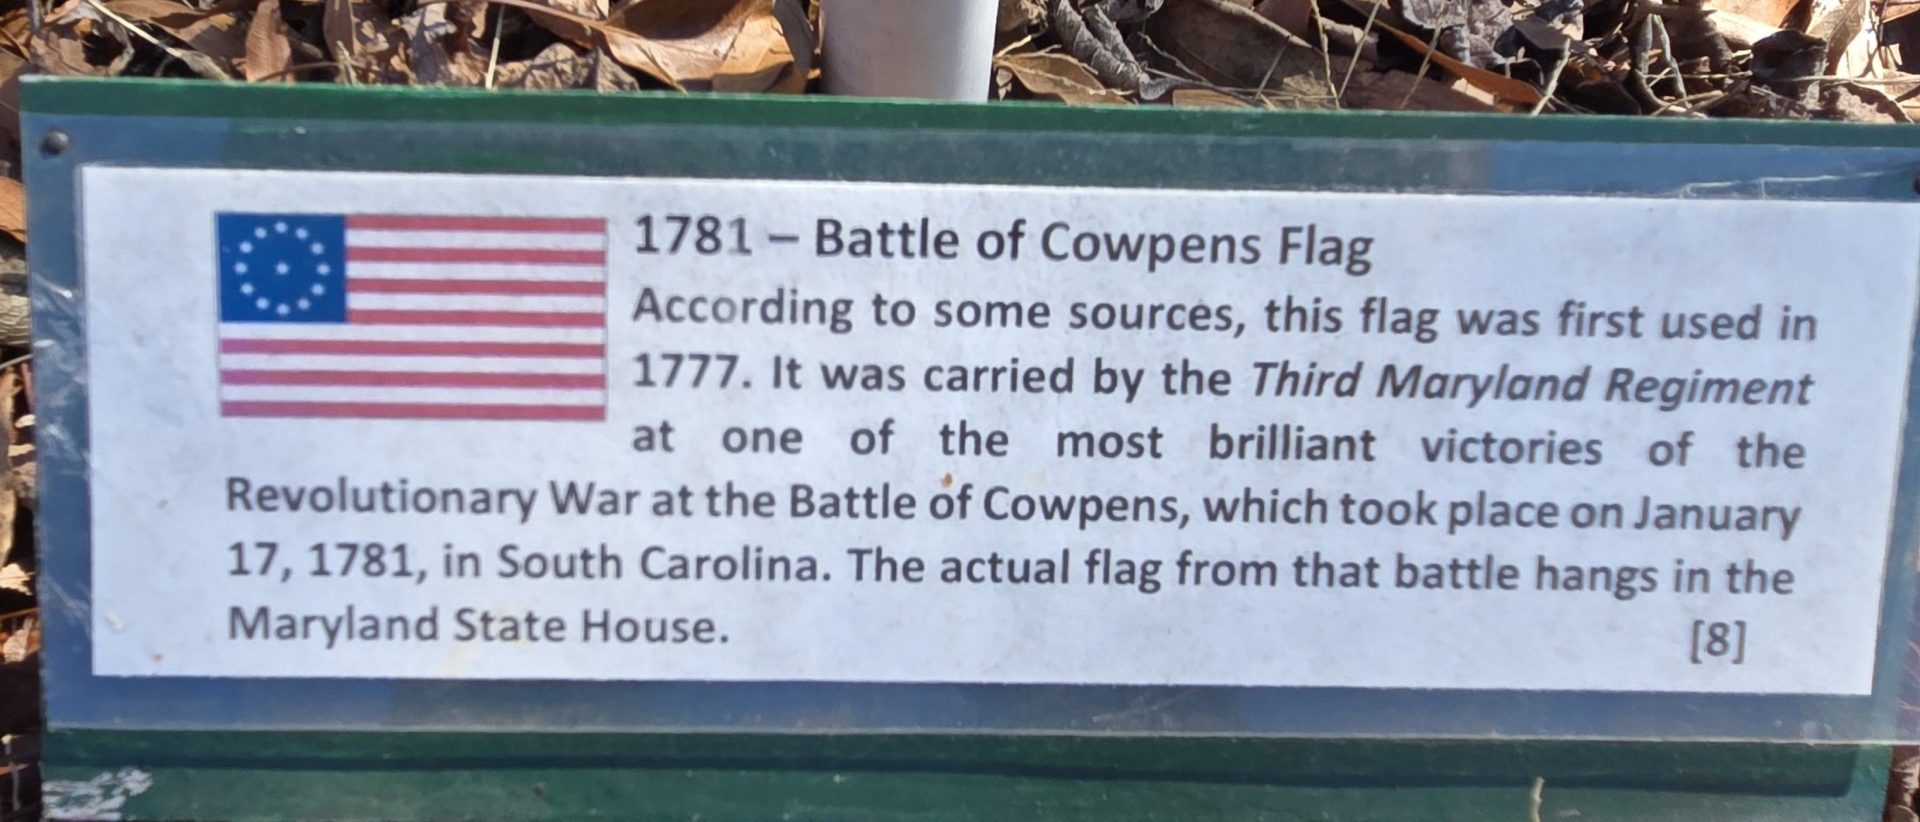 1781 – Battle of Cowpens Flag
According to some sources, this flag was first used in
1777. It was carried by the Third Maryland Regiment
at one of the most brilliant victories of the
Revolutionary War at the Battle of Cowpens, which took place on January
17, 1781, in South Carolina. The actual flag from that battle hangs in the
Maryland State House. [8]